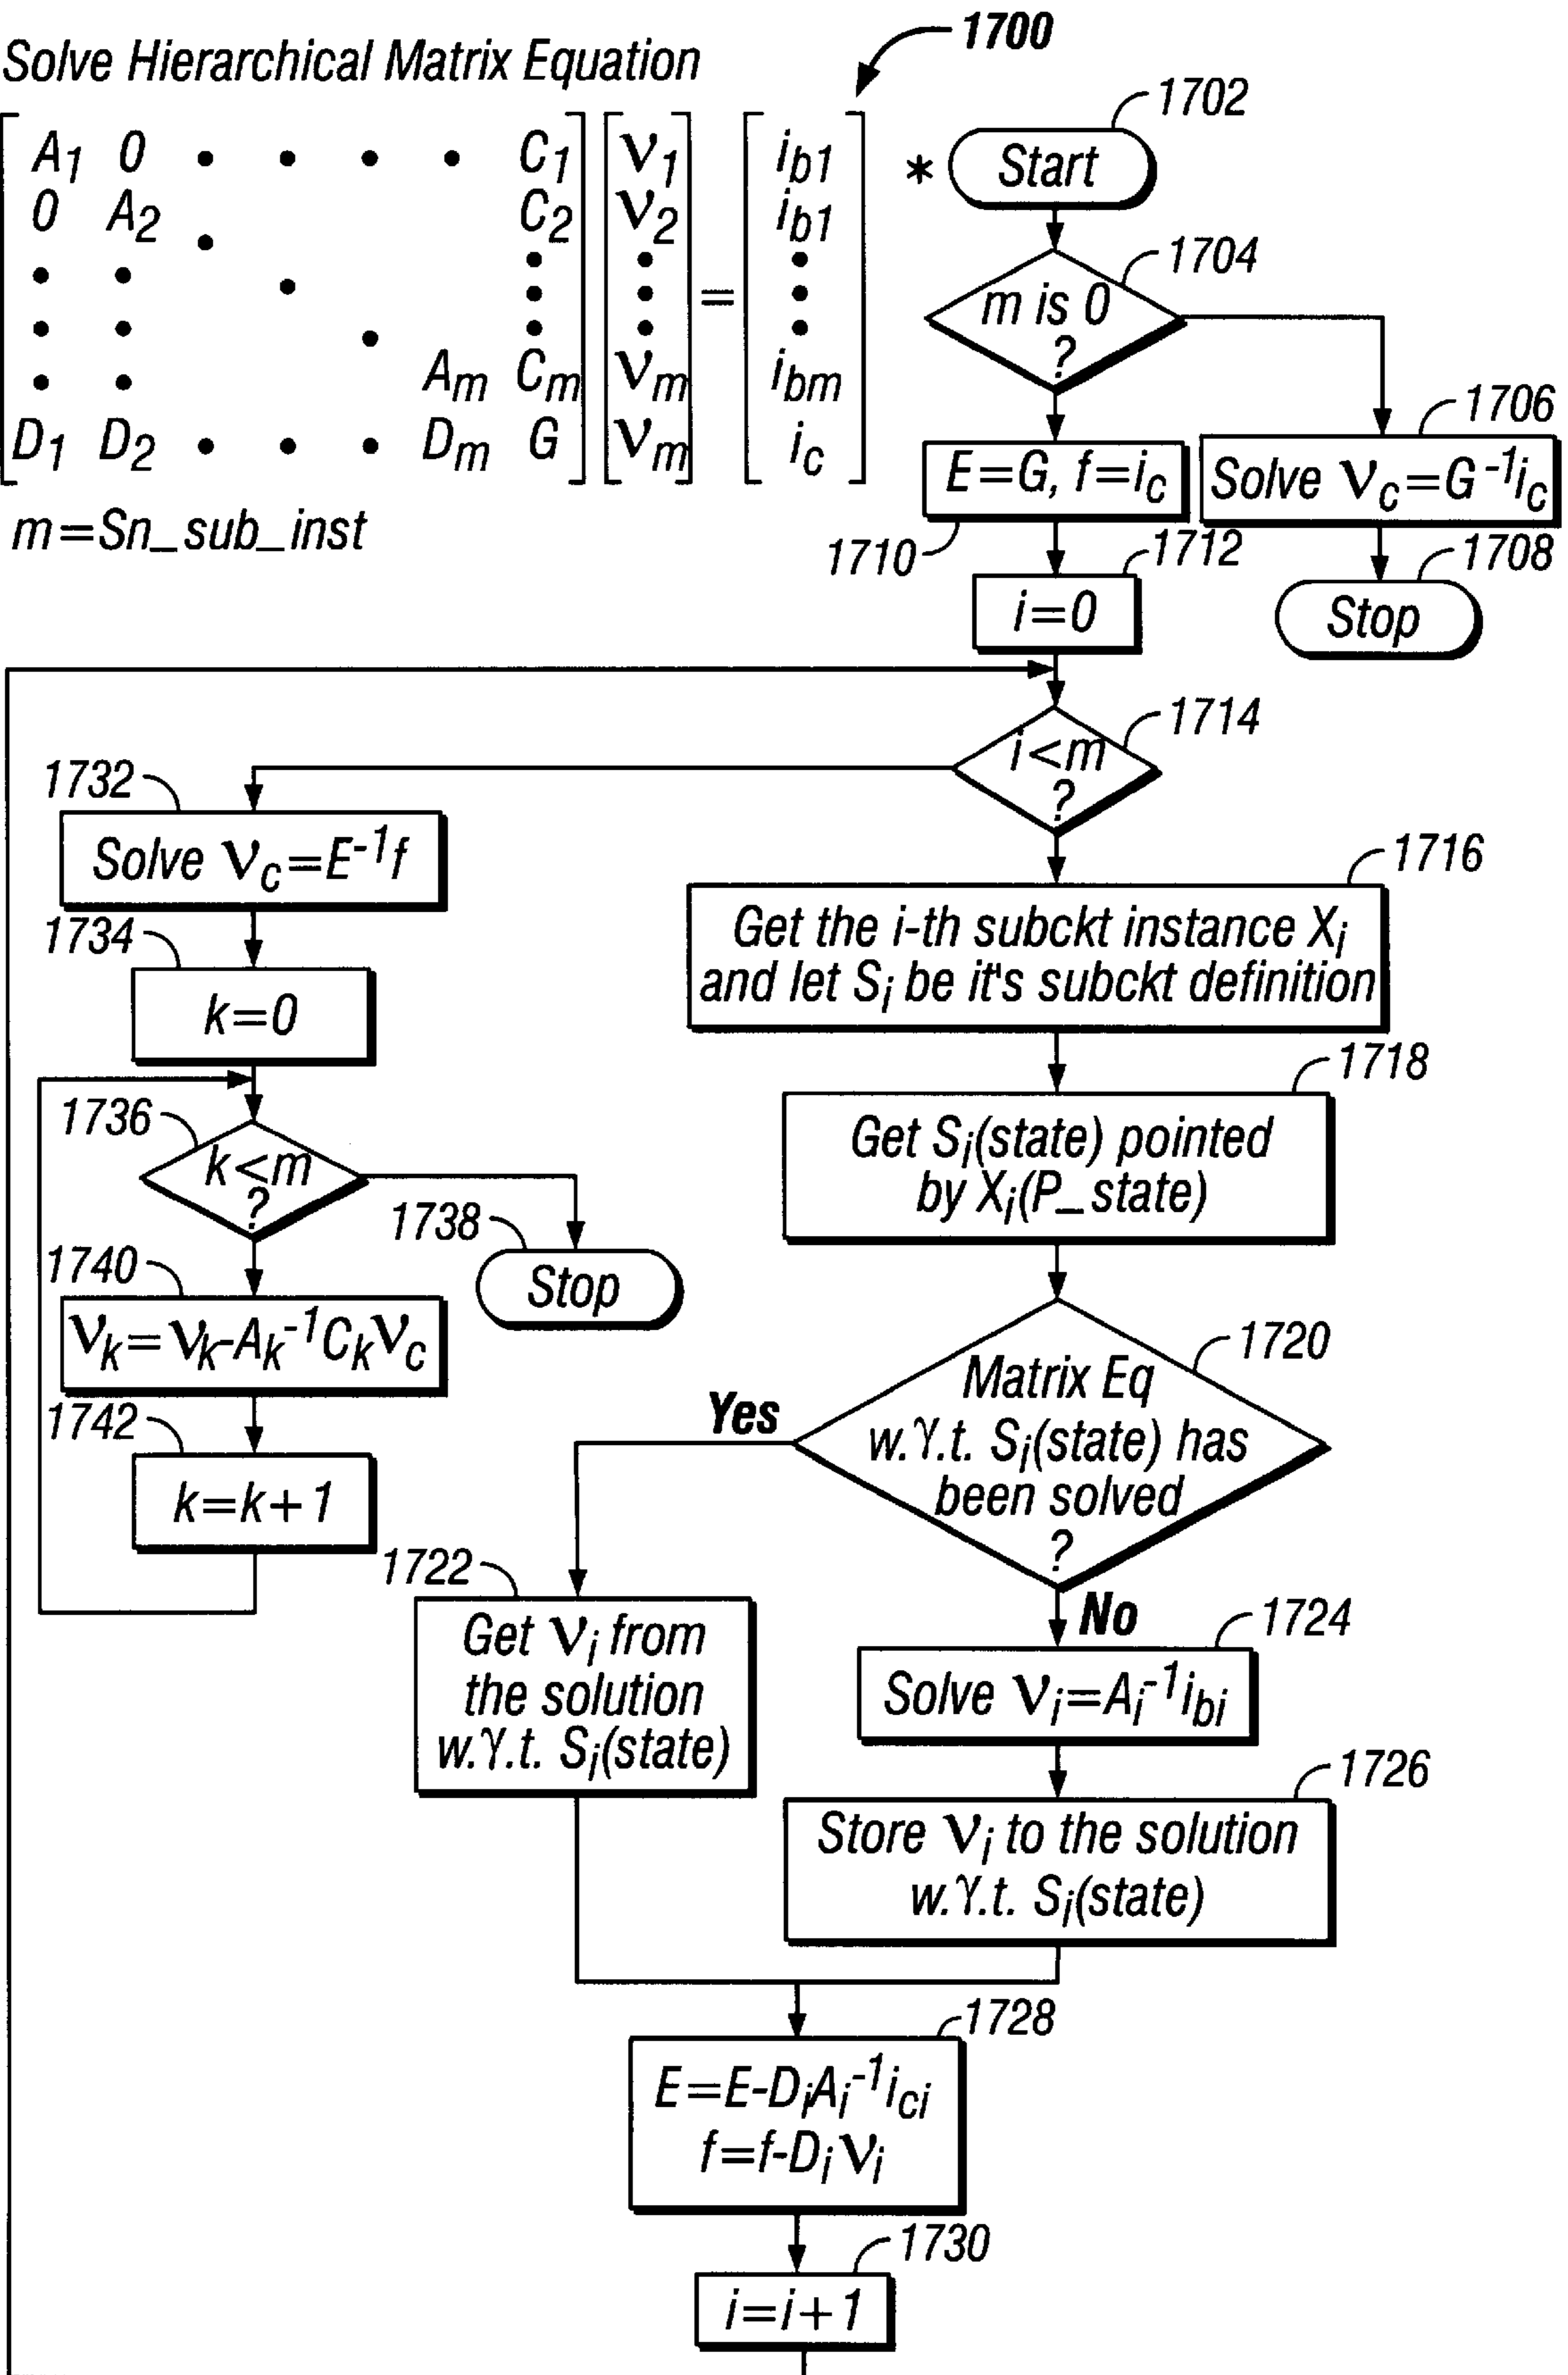 Solve Hierarchical Matrix Equation
1700
A1 0 • • • • C1 ν1 ib1
0 A2 • C2 ν2 ib1
• • • • • •
• • • • • =
• • • • •
Am Cm νm ibm
D1 D2 • • • Dm G νm ic
m=Sn_sub_inst
*
1702
Start
1704
m is 0
?
1706
Solve νc=G-1ic
1708
Stop
E=G, f=ic
1710
1712
i=0
1714
i<m
?
1732
Solve νc=E-1f
1734
k=0
1736
k<m
?
1738
Stop
1740
νk=νk-Ak-1Ckνc
1742
k=k+1
1716
Get the i-th subckt instance Xi
and let Si be it's subckt definition
1718
Get Si(state) pointed
by Xi(P_state)
1720
Matrix Eq
w.γ.t. Si(state) has
been solved
?
Yes
No
1722
Get νi from
the solution
w.γ.t. Si(state)
1724
Solve νi=Ai-1ibi
1726
Store νi to the solution
w.γ.t. Si(state)
1728
E=E-DiAi-1ici
f=f-Diνi
1730
i=i+1